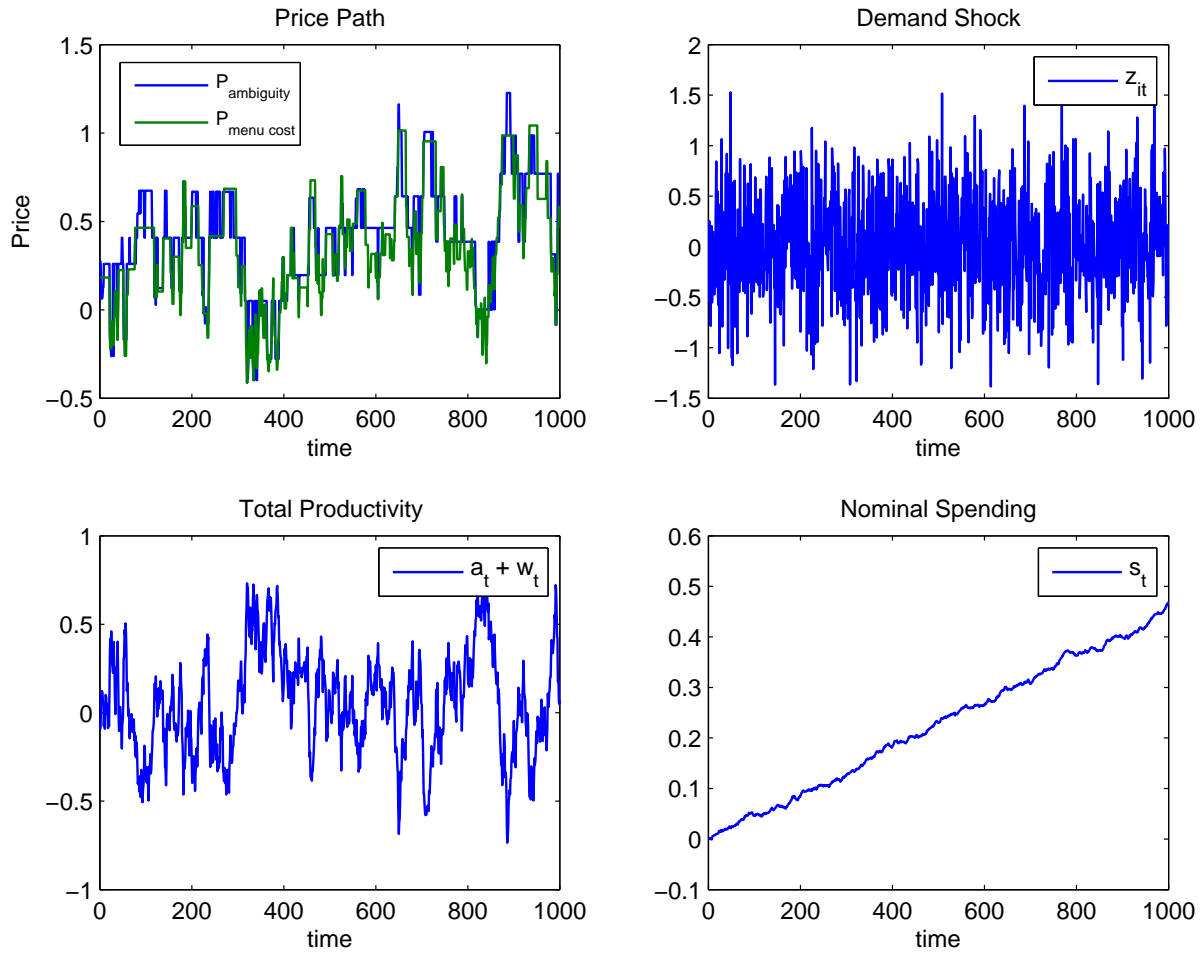 Price Path
1.5
1
0.5
0
−0.5
Price
P_ambiguity
P_menu cost
0 200 400 600 800 1000
time
Demand Shock
2
1.5
1
0.5
0
−0.5
−1
−1.5
z_it
0 200 400 600 800 1000
time
Total Productivity
1
0.5
0
−0.5
−1
a_t + w_t
0 200 400 600 800 1000
time
Nominal Spending
0.6
0.5
0.4
0.3
0.2
0.1
0
−0.1
s_t
0 200 400 600 800 1000
time